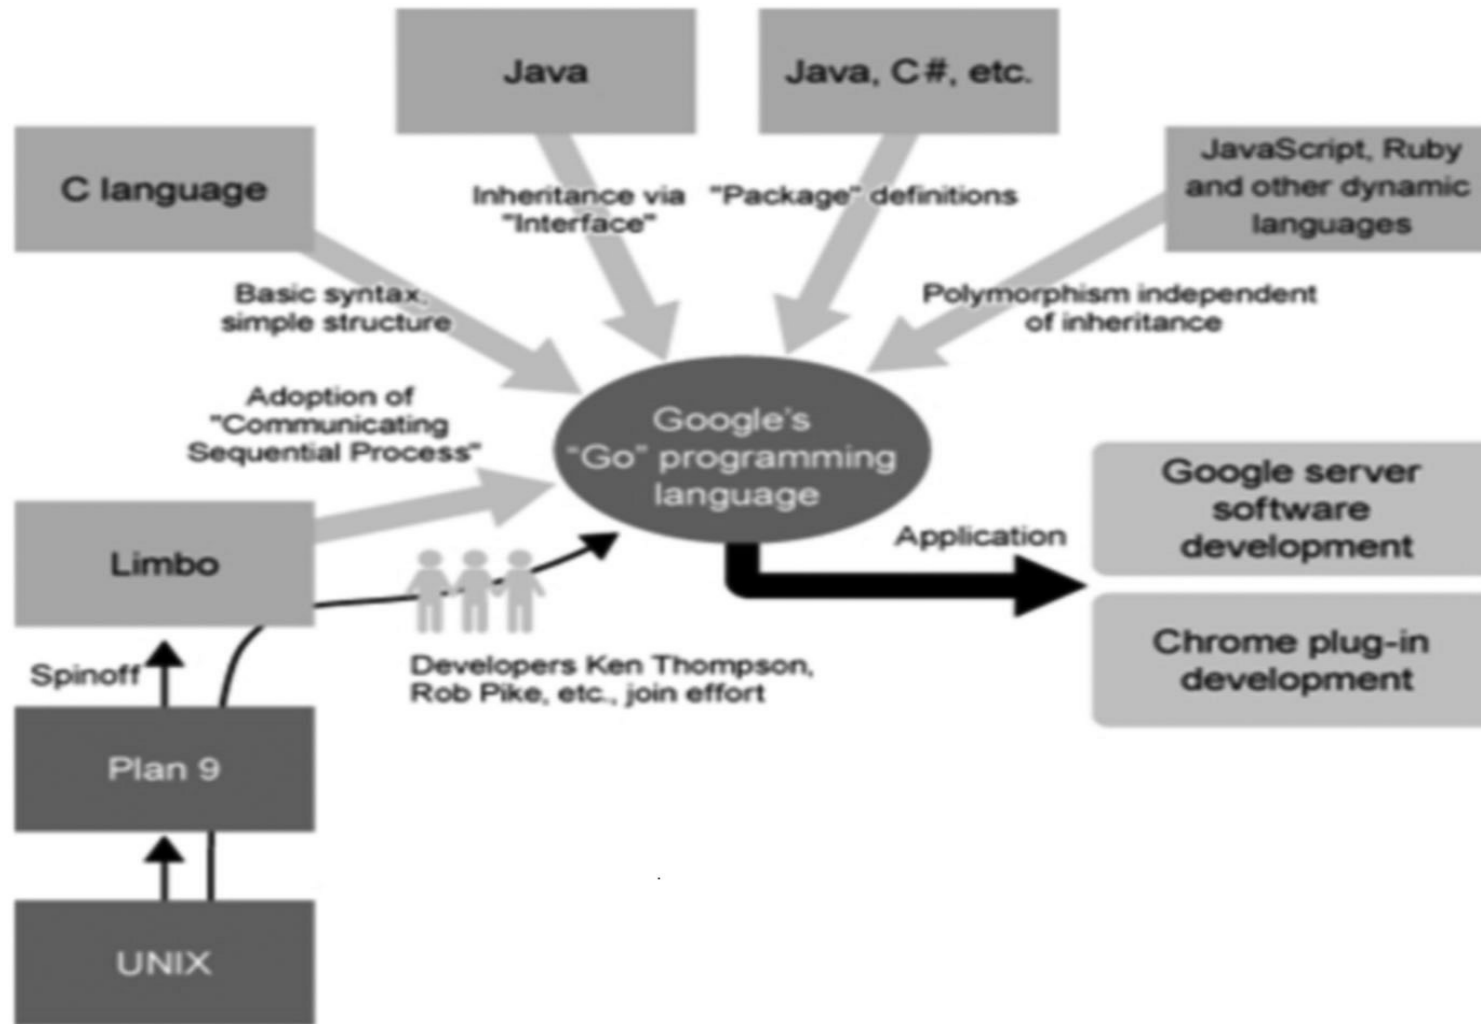 Java
Java, C#, etc.
C language
JavaScript, Ruby
and other dynamic
languages
Inheritance via
"Interface"
"Package" definitions
Basic syntax,
simple structure
Polymorphism independent
of inheritance
Adoption of
"Communicating
Sequential Process"
Google's
"Go" programming
language
Limbo
Application
Google server
software
development
Chrome plug-in
development
Developers Ken Thompson,
Rob Pike, etc., join effort
Spinoff
Plan 9
UNIX